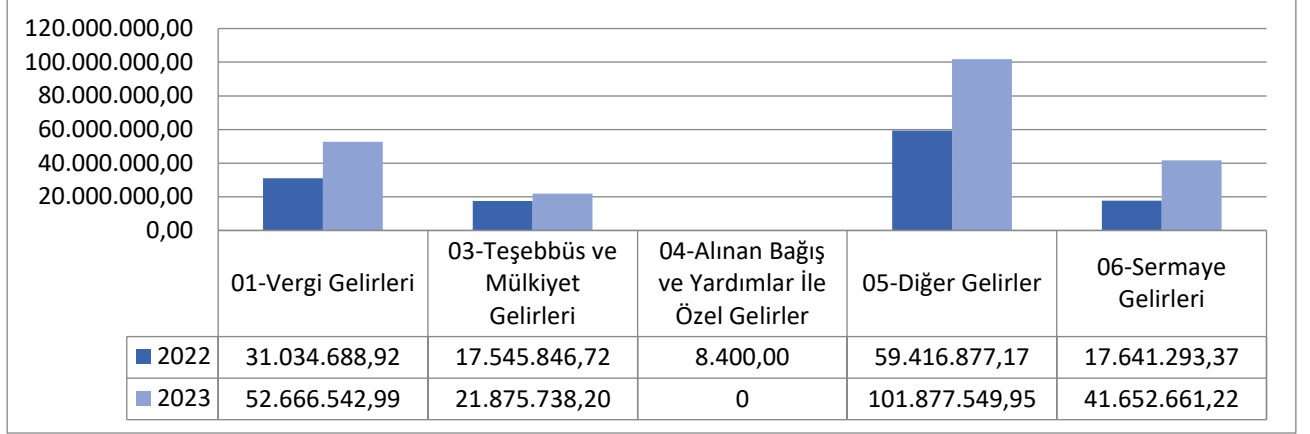 120.000.000,00
100.000.000,00
80.000.000,00
60.000.000,00
40.000.000,00
20.000.000,00
0,00
01-Vergi Gelirleri
03-Teşebbüs ve
Mülkiyet
Gelirleri
04-Alınan Bağış
ve Yardımlar İle
Özel Gelirler
05-Diğer Gelirler
06-Sermaye
Gelirleri
2022 31.034.688,92 17.545.846,72 8.400,00 59.416.877,17 17.641.293,37
2023 52.666.542,99 21.875.738,20 0 101.877.549,95 41.652.661,22